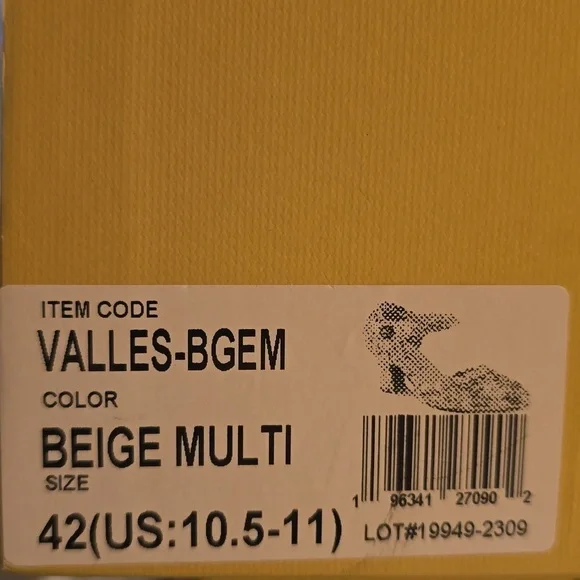 ITEM CODE
VALLES-BGEM
COLOR
BEIGE MULTI
SIZE
42(US:10.5-11)
1 96341 27090 2
LOT#19949-2309